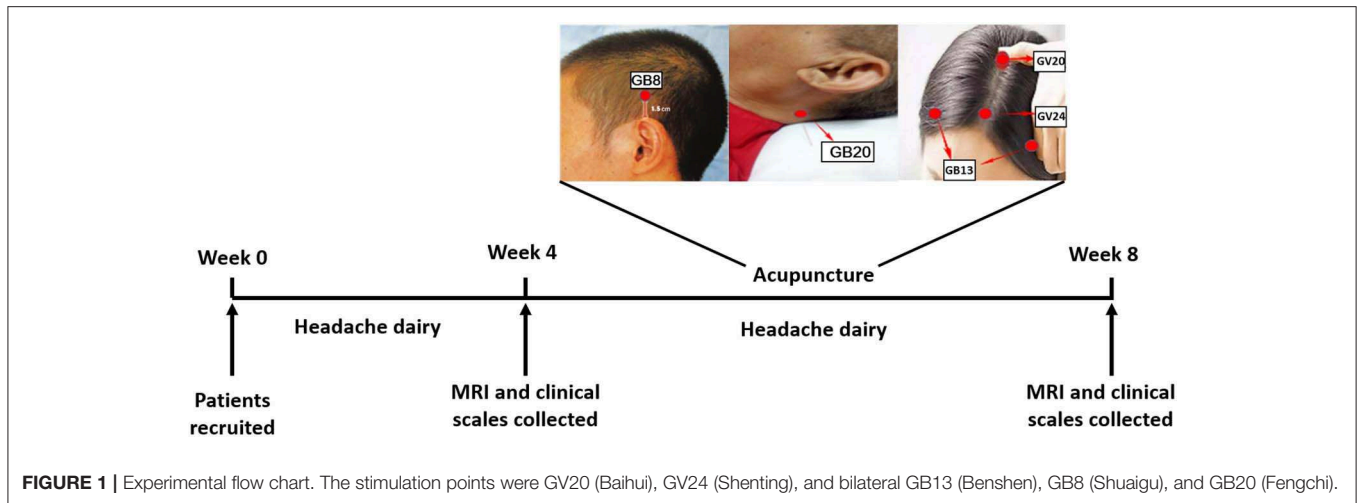 GB8
1.5 cm
GB20
GV20
GV24
GB13
Week 0
Week 4
Acupuncture
Week 8
Headache dairy
Headache dairy
Patients
recruited
MRI and clinical
scales collected
MRI and clinical
scales collected
FIGURE 1 | Experimental flow chart. The stimulation points were GV20 (Baihui), GV24 (Shenting), and bilateral GB13 (Benshen), GB8 (Shuaigu), and GB20 (Fengchi).